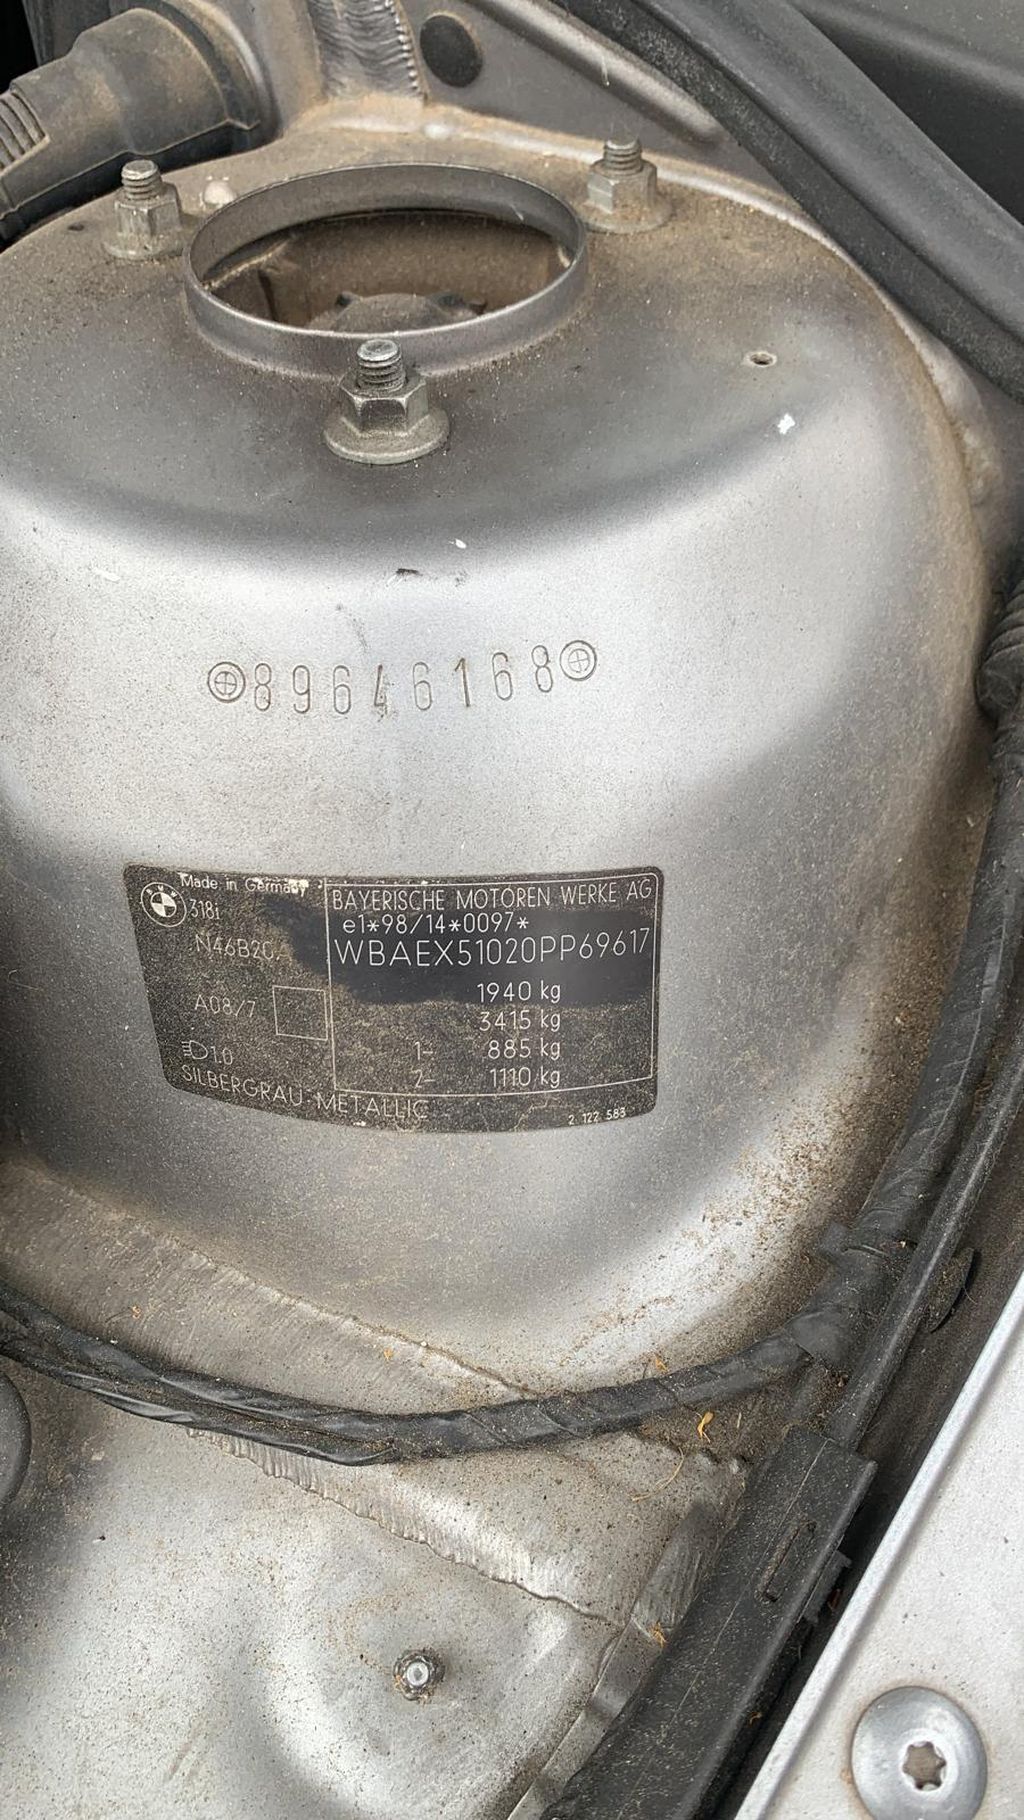 89646168
Made in Germany
BMW
318i
N46B20
A08/7
1.0
SILBERGRAU-METALLIC
BAYERISCHE MOTOREN WERKE AG
e1*98/14*0097*
WBAEX51020PP69617
1940 kg
3415 kg
1- 885 kg
2- 1110 kg
2 122 583